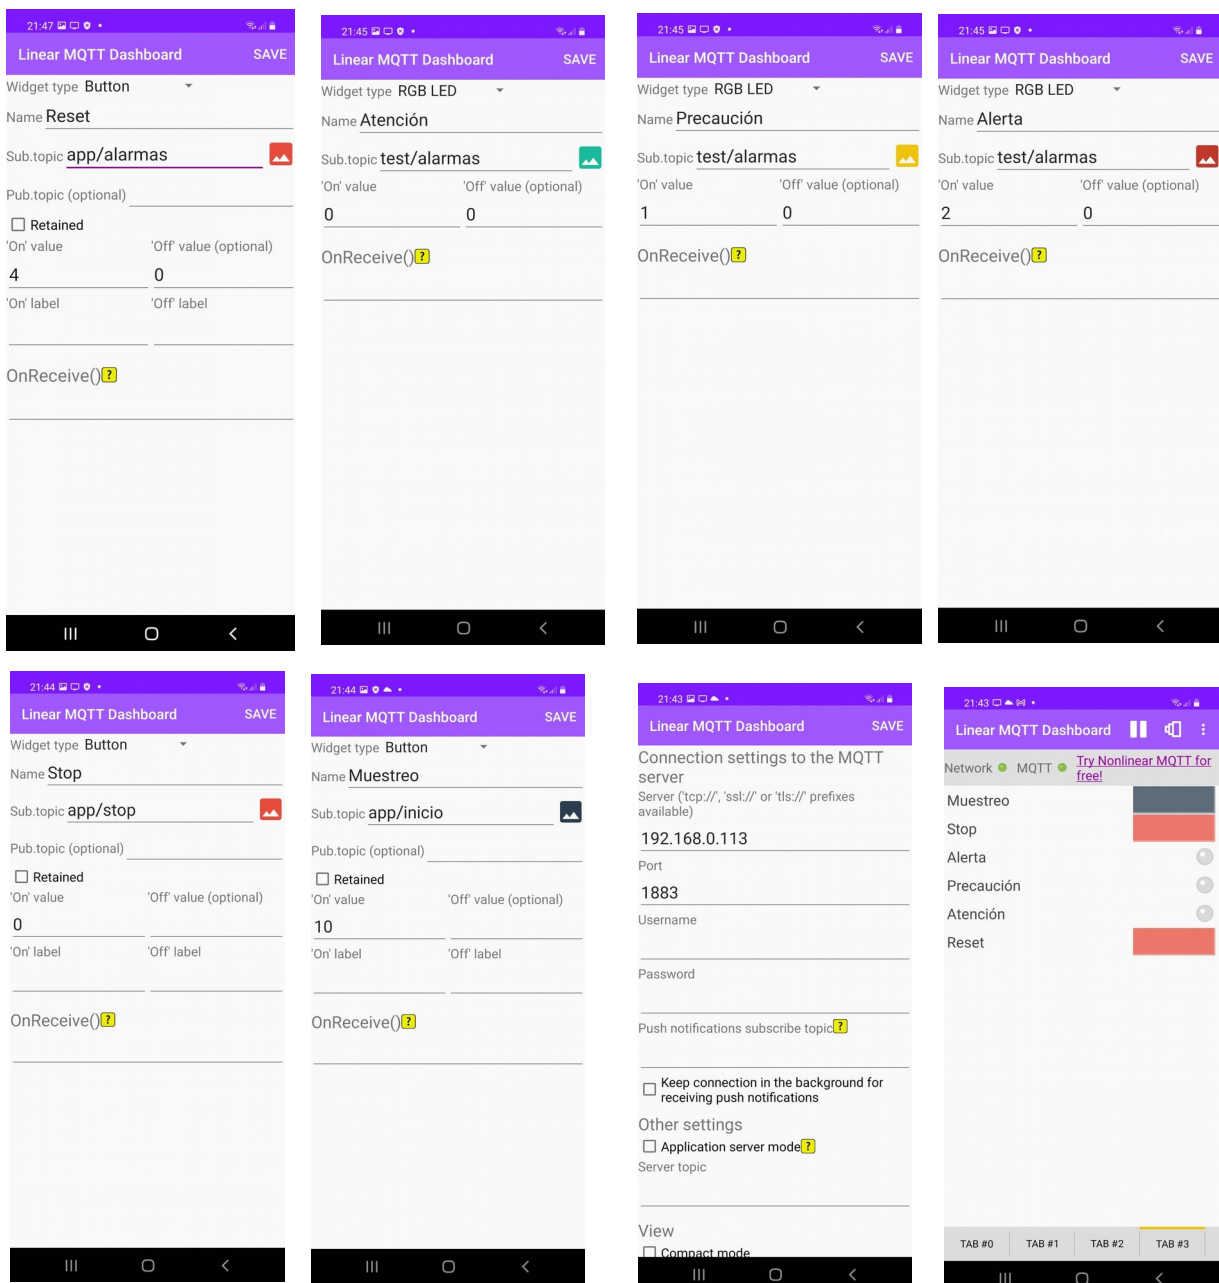 21:47
Linear MQTT Dashboard SAVE
Widget type Button
Name Reset
Sub.topic app/alarmas
Pub.topic (optional)
Retained
'On' value 'Off' value (optional)
4 0
'On' label 'Off' label
OnReceive() ?
21:45
Linear MQTT Dashboard SAVE
Widget type RGB LED
Name Atención
Sub.topic test/alarmas
'On' value 'Off' value (optional)
0 0
OnReceive() ?
21:45
Linear MQTT Dashboard SAVE
Widget type RGB LED
Name Precaución
Sub.topic test/alarmas
'On' value 'Off' value (optional)
1 0
OnReceive() ?
21:45
Linear MQTT Dashboard SAVE
Widget type RGB LED
Name Alerta
Sub.topic test/alarmas
'On' value 'Off' value (optional)
2 0
OnReceive() ?
21:44
Linear MQTT Dashboard SAVE
Widget type Button
Name Stop
Sub.topic app/stop
Pub.topic (optional)
Retained
'On' value 'Off' value (optional)
0
'On' label 'Off' label
OnReceive() ?
21:44
Linear MQTT Dashboard SAVE
Widget type Button
Name Muestreo
Sub.topic app/inicio
Pub.topic (optional)
Retained
'On' value 'Off' value (optional)
10
'On' label 'Off' label
OnReceive() ?
21:43
Linear MQTT Dashboard SAVE
Connection settings to the MQTT
server
Server ('tcp://', 'ssl://' or 'tls://' prefixes
available)
192.168.0.113
Port
1883
Username
Password
Push notifications subscribe topic ?
Keep connection in the background for
receiving push notifications
Other settings
Application server mode ?
Server topic
View
Compact mode
21:43
Linear MQTT Dashboard
Network MQTT Try Nonlinear MQTT for
free!
Muestreo
Stop
Alerta
Precaución
Atención
Reset
TAB #0 TAB #1 TAB #2 TAB #3